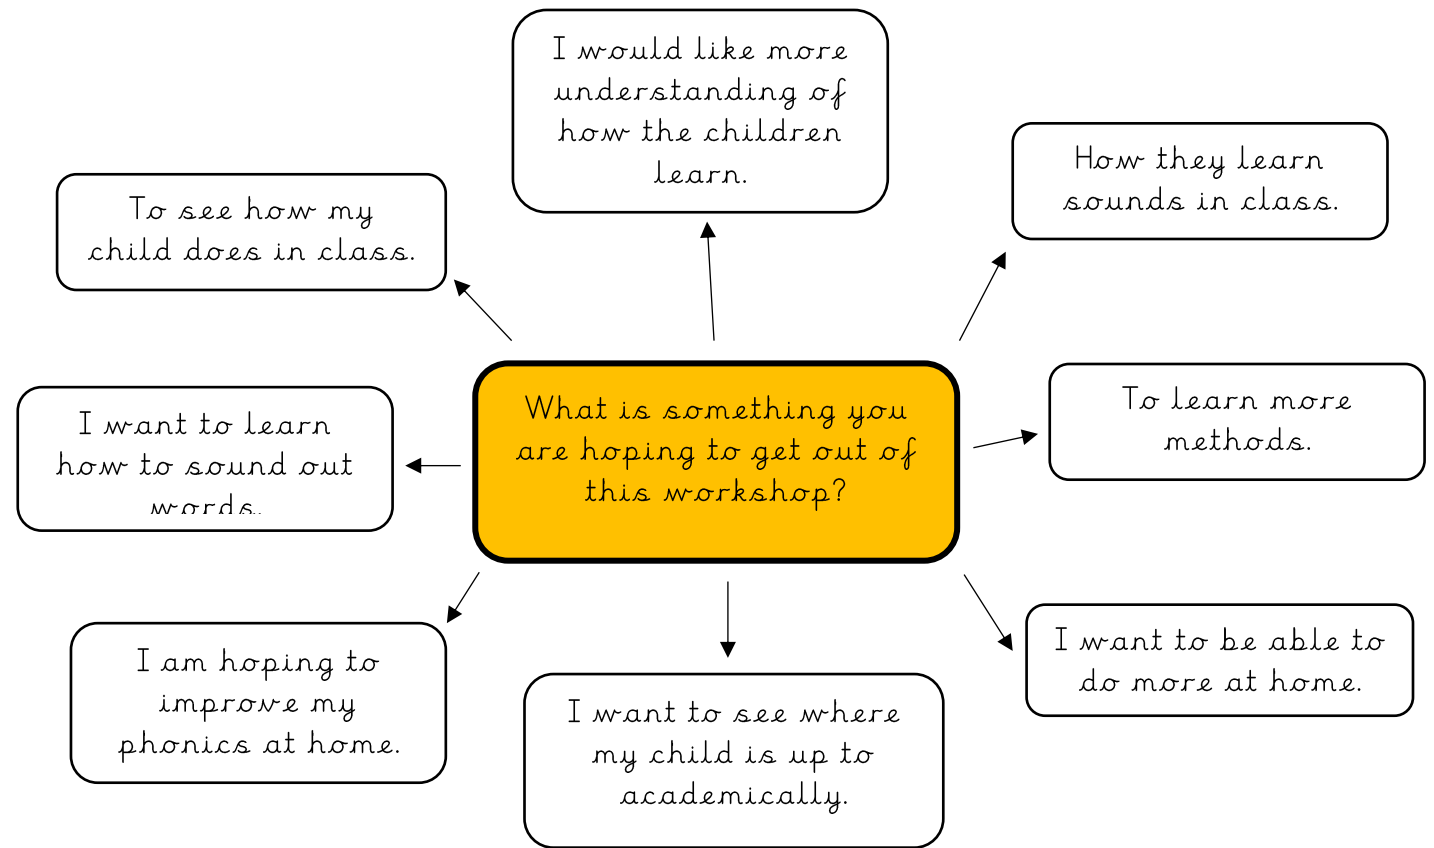 I would like more
understanding of
how the children
learn.
How they learn
sounds in class.
To see how my
child does in class.
What is something you
are hoping to get out of
this workshop?
To learn more
methods.
I want to learn
how to sound out
words.
I want to be able to
do more at home.
I am hoping to
improve my
phonics at home.
I want to see where
my child is up to
academically.